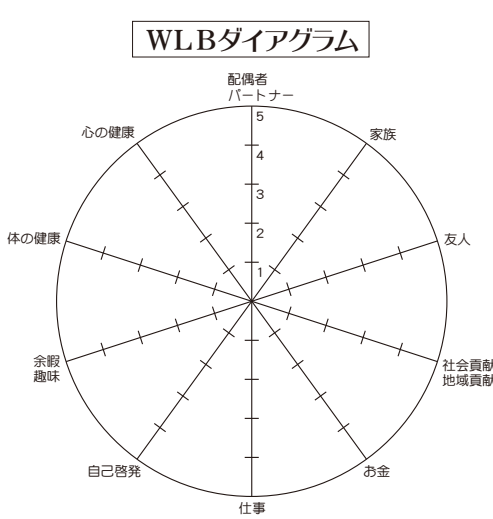 WLBダイアグラム
配偶者
パートナー
5
4
3
2
1
家族
友人
社会貢献
地域貢献
お金
仕事
自己啓発
余暇
趣味
体の健康
心の健康